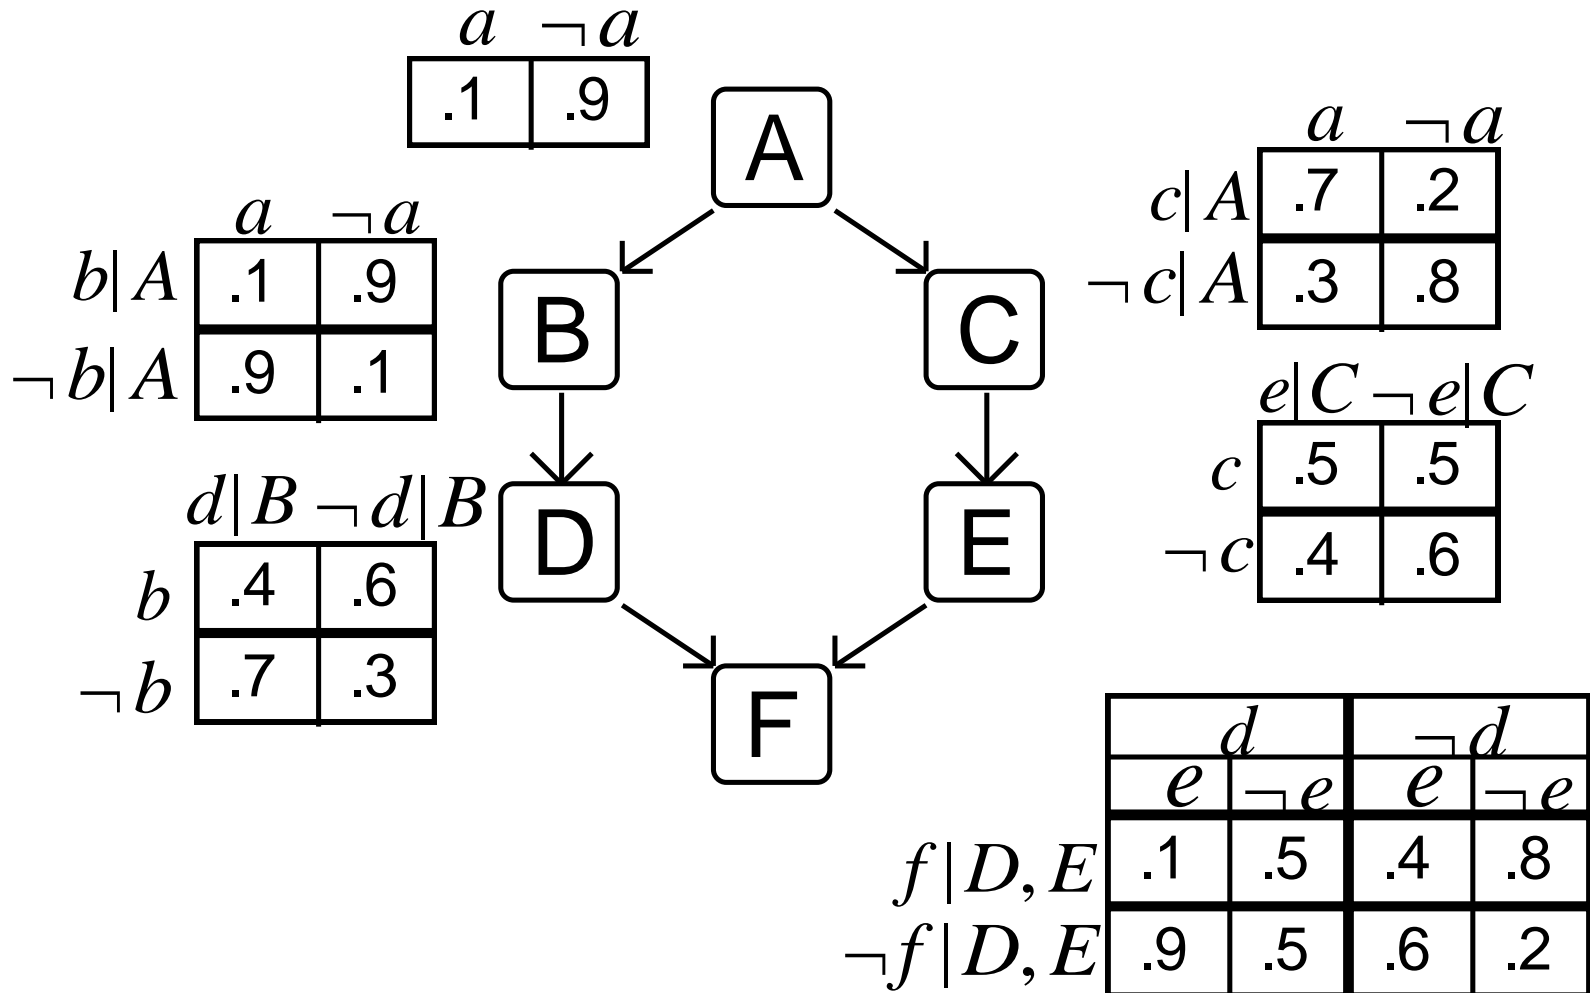 a ¬a
.1 .9
A
a ¬a
c|A .7 .2
¬c|A .3 .8
a ¬a
b|A .1 .9
¬b|A .9 .1
B
C
e|C ¬e|C
c .5 .5
¬c .4 .6
d|B ¬d|B
b .4 .6
¬b .7 .3
D
E
F
d ¬d
e ¬e e ¬e
f|D,E .1 .5 .4 .8
¬f|D,E .9 .5 .6 .2